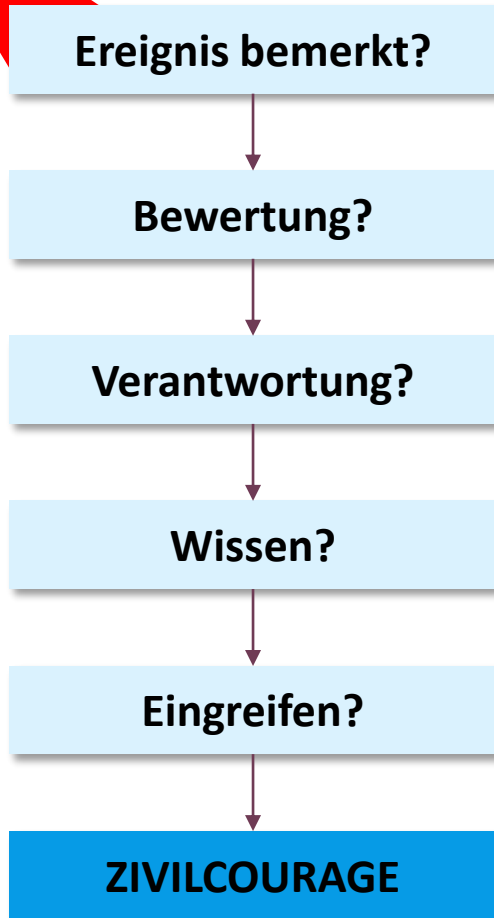 Ereignis bemerkt?
Bewertung?
Verantwortung?
Wissen?
Eingreifen?
ZIVILCOURAGE